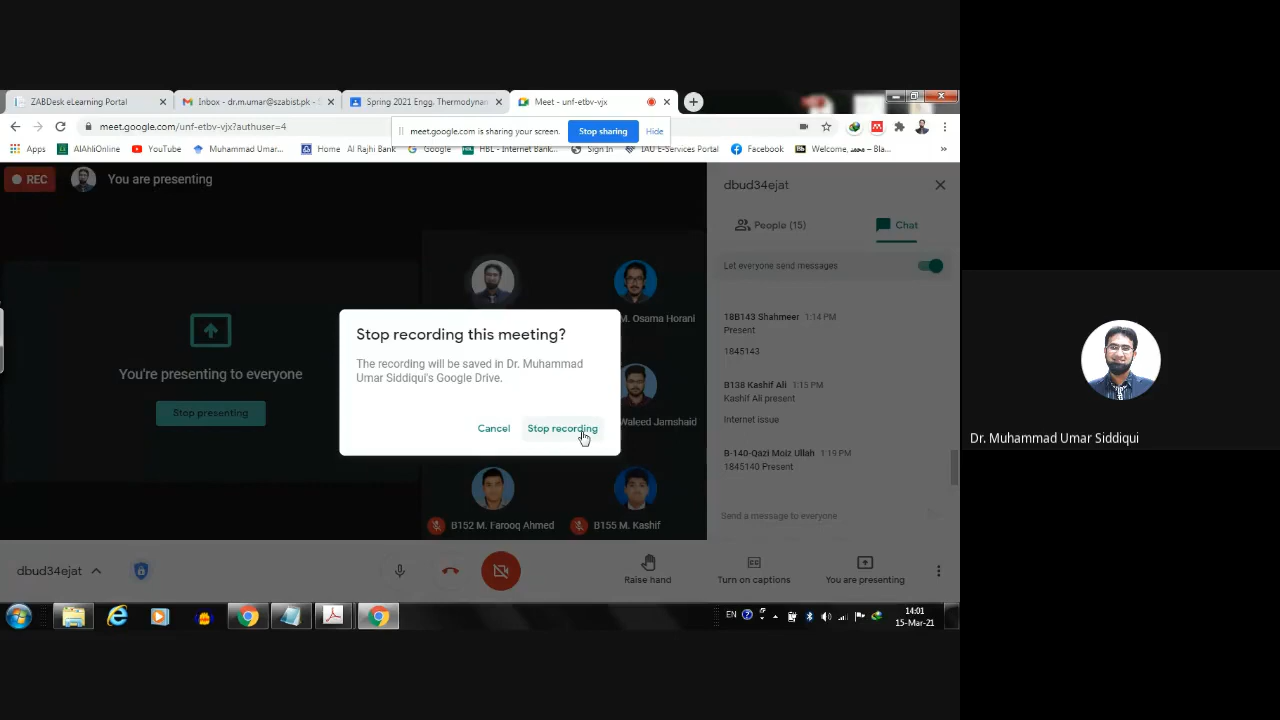 ZABDesk eLearning Portal
Inbox - dr.m.umar@szabist.pk - S
Spring 2021 Engg. Thermodynam
Meet - unf-etbv-vjx
meet.google.com/unf-etbv-vjx?authuser=4
meet.google.com is sharing your screen.
Stop sharing
Hide
Apps
AlAhliOnline
YouTube
Muhammad Umar...
Home
Al Rajhi Bank
Google
HBL - Internet Bank...
Sign In
IAU E-Services Portal
Facebook
Bb
Welcome, محمد – Bla...
»
REC
You are presenting
dbud34ejat
People (15)
Chat
Let everyone send messages
18B143 Shahmeer 1:14 PM
Present
1845143
B138 Kashif Ali 1:15 PM
Kashif Ali present
Internet issue
B-140-Qazi Moiz Ullah 1:19 PM
1845140 Present
Send a message to everyone
You're presenting to everyone
Stop presenting
M. Osama Horani
Waleed Jamshaid
B152 M. Farooq Ahmed
B155 M. Kashif
Stop recording this meeting?
The recording will be saved in Dr. Muhammad
Umar Siddiqui's Google Drive.
Cancel
Stop recording
dbud34ejat
Raise hand
CC
Turn on captions
You are presenting
EN
14:01
15-Mar-21
Dr. Muhammad Umar Siddiqui